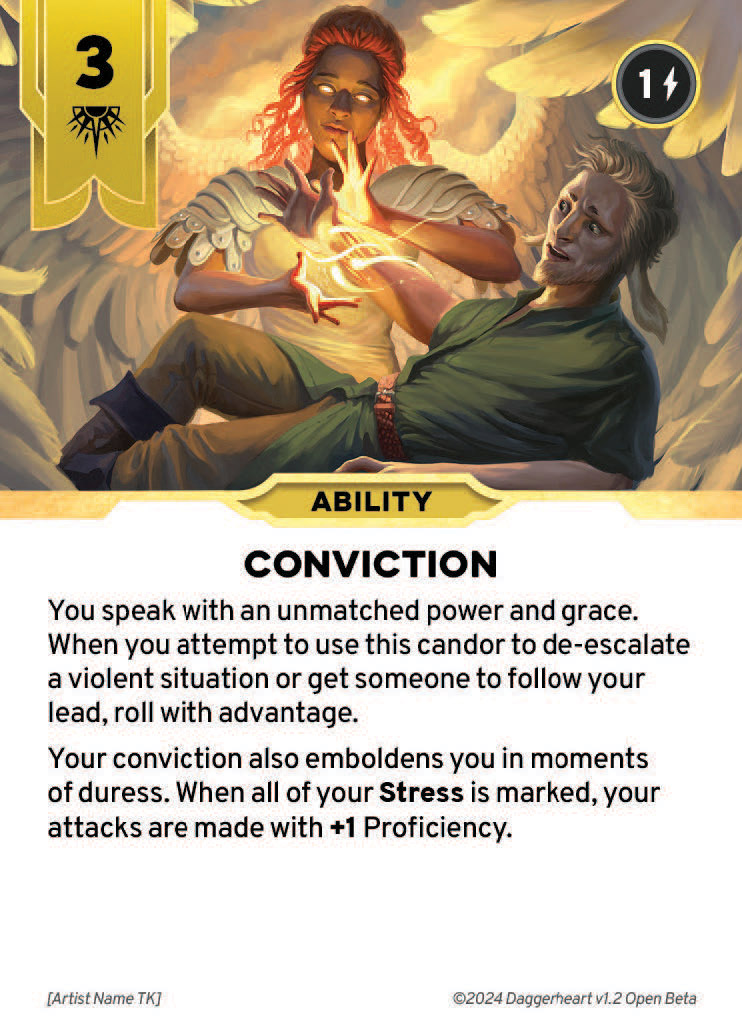 3
1
ABILITY
CONVICTION
You speak with an unmatched power and grace.
When you attempt to use this candor to de-escalate
a violent situation or get someone to follow your
lead, roll with advantage.
Your conviction also emboldens you in moments
of duress. When all of your Stress is marked, your
attacks are made with +1 Proficiency.
[Artist Name TK]
©2024 Daggerheart v1.2 Open Beta